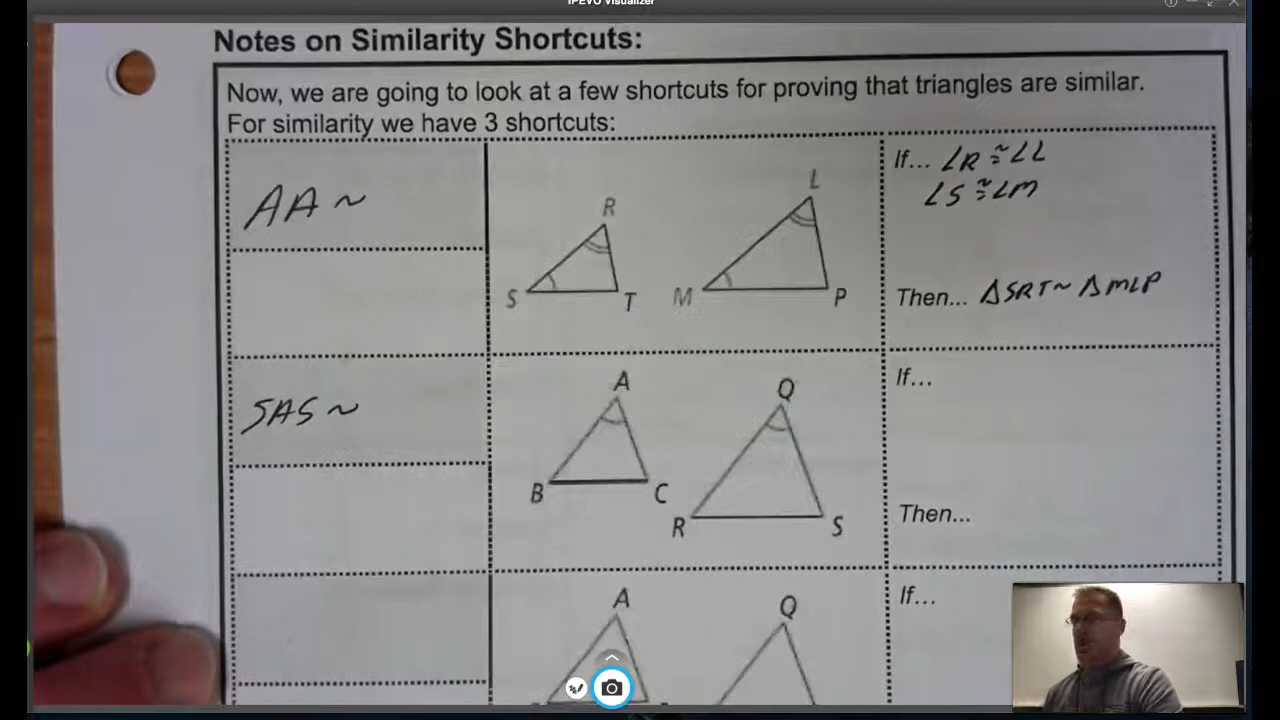 IPEVO Visualizer
Notes on Similarity Shortcuts:
Now, we are going to look at a few shortcuts for proving that triangles are similar.
For similarity we have 3 shortcuts:
AA ~
R
S
T
L
M
P
If... ∠R ≅ ∠L
∠S ≅ ∠M
Then... ΔSRT ~ ΔMLP
SAS ~
A
B
C
Q
R
S
If...
Then...
A
Q
If...